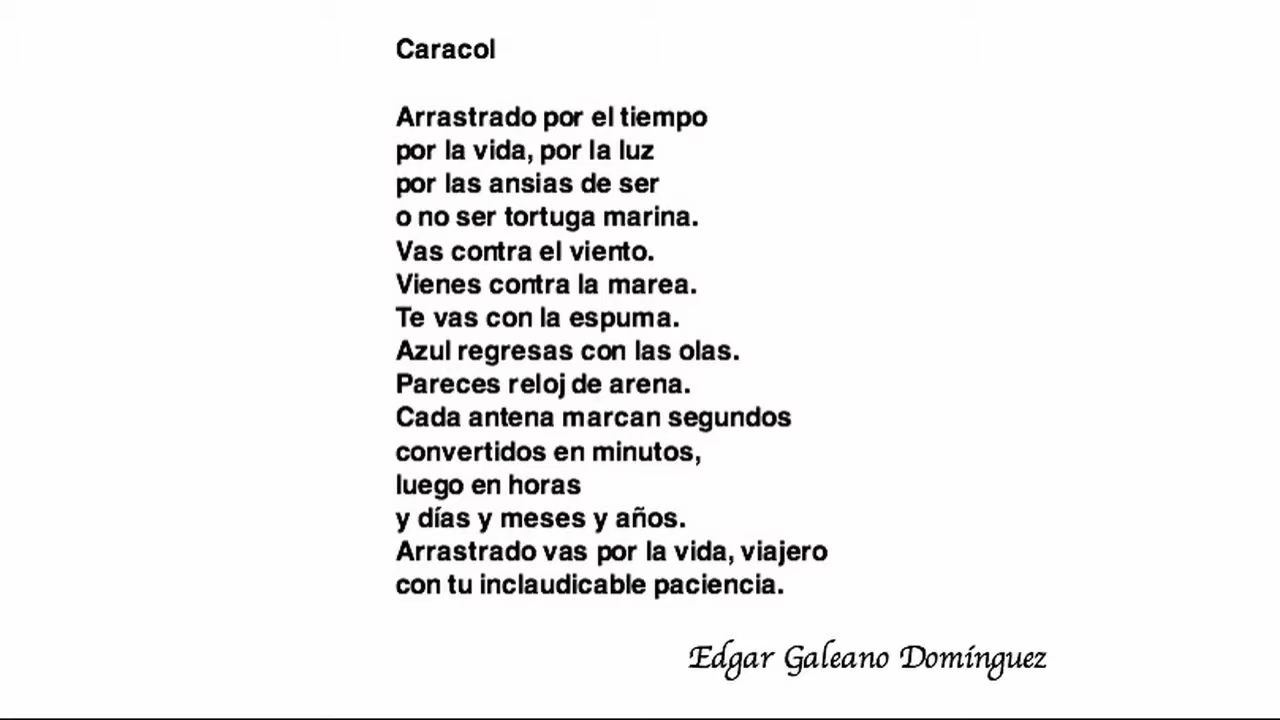 Caracol
Arrastrado por el tiempo
por la vida, por la luz
por las ansias de ser
o no ser tortuga marina.
Vas contra el viento.
Vienes contra la marea.
Te vas con la espuma.
Azul regresas con las olas.
Pareces reloj de arena.
Cada antena marcan segundos
convertidos en minutos,
luego en horas
y días y meses y años.
Arrastrado vas por la vida, viajero
con tu inclaudicable paciencia.
Edgar Galeano Domínguez